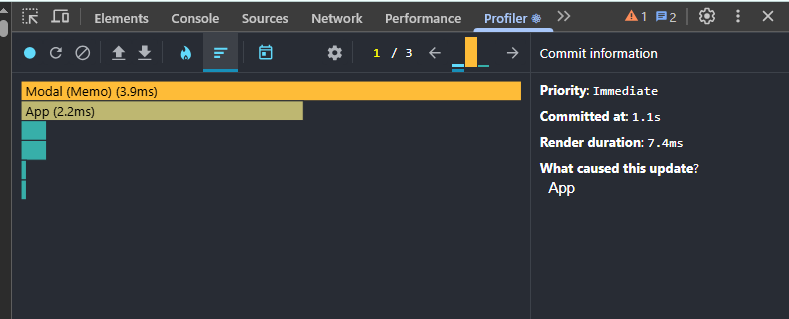 Elements Console Sources Network Performance Profiler 1 2
1 / 3
Modal (Memo) (3.9ms)
App (2.2ms)
Commit information
Priority: Immediate
Committed at: 1.1s
Render duration: 7.4ms
What caused this update?
App